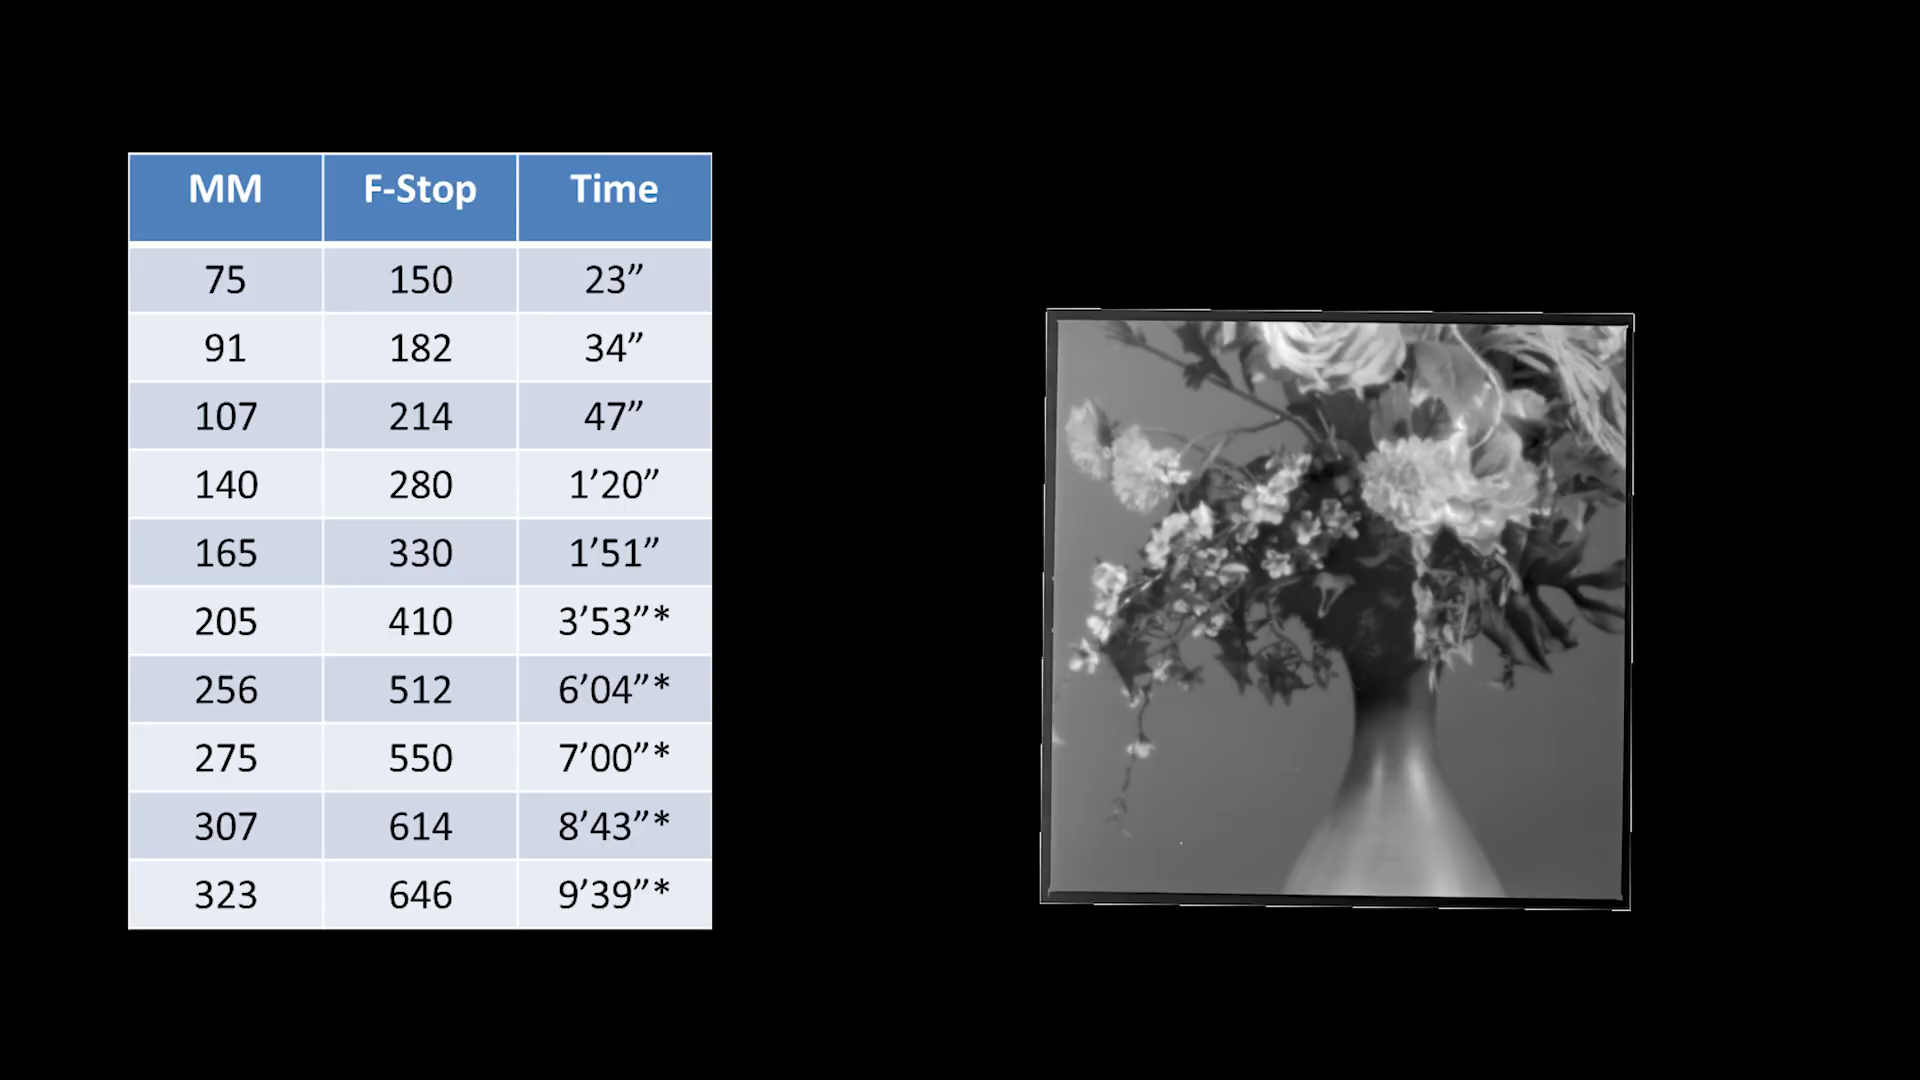 MM F-Stop Time
75 150 23”
91 182 34”
107 214 47”
140 280 1’20”
165 330 1’51”
205 410 3’53”*
256 512 6’04”*
275 550 7’00”*
307 614 8’43”*
323 646 9’39”*